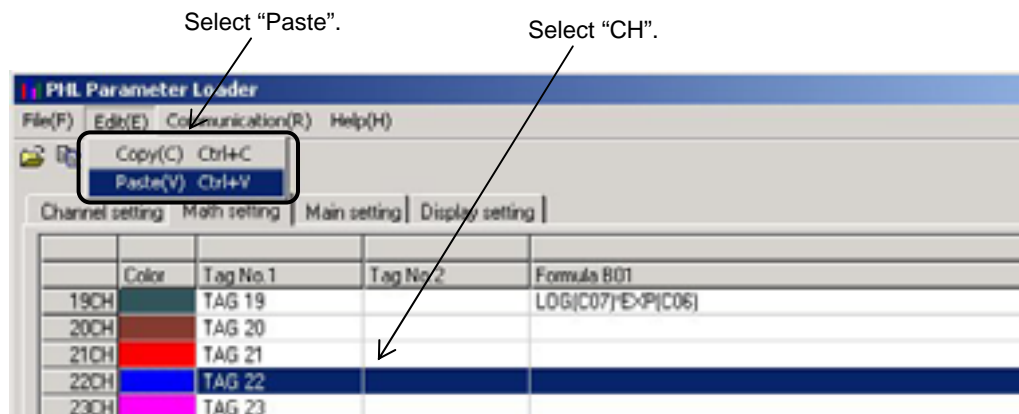 Select “Paste”.
Select “CH”.
PHL Parameter Loader
File(F) Edit(E) Communication(R) Help(H)
Copy(C) Ctrl+C
Paste(V) Ctrl+V
Channel setting Math setting Main setting Display setting
Color Tag No.1 Tag No.2 Formula B01
19CH TAG 19 LOG(C07)*EXP(C06)
20CH TAG 20
21CH TAG 21
22CH TAG 22
23CH TAG 23